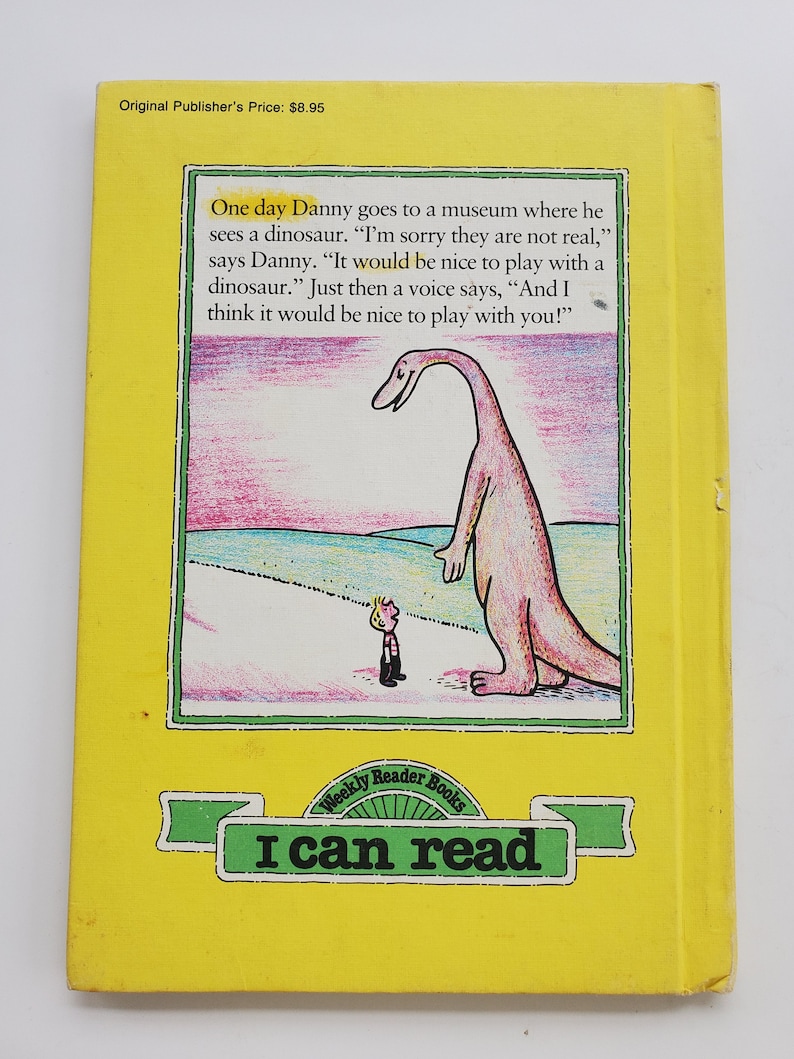 Original Publisher's Price: $8.95
One day Danny goes to a museum where he
sees a dinosaur. “I’m sorry they are not real,”
says Danny. “It would be nice to play with a
dinosaur.” Just then a voice says, “And I
think it would be nice to play with you!”
Weekly Reader Books
I can read